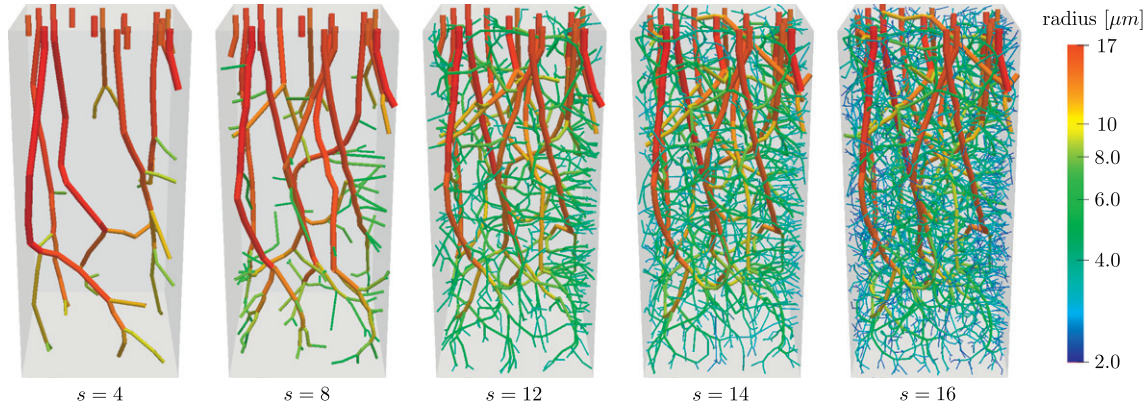 radius [μm]
17
10
8.0
6.0
4.0
2.0
s = 4
s = 8
s = 12
s = 14
s = 16